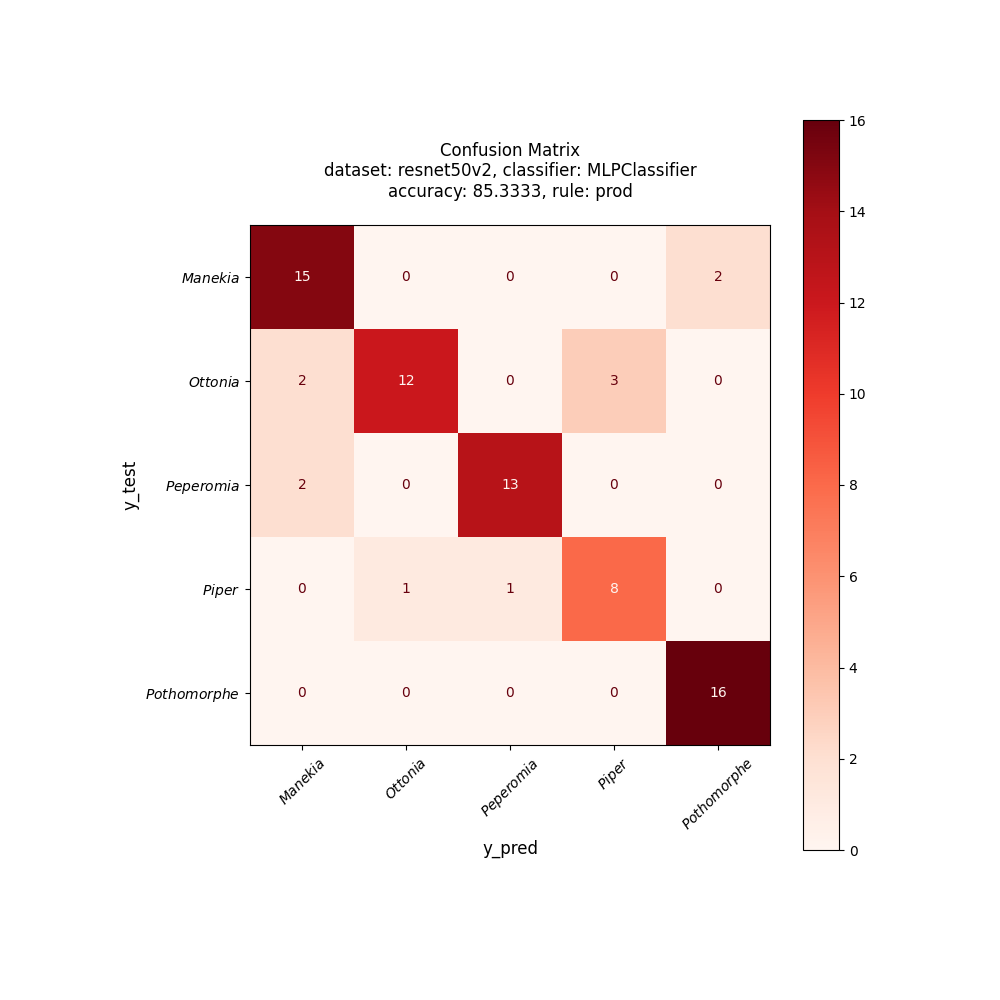 Confusion Matrix
dataset: resnet50v2, classifier: MLPClassifier
accuracy: 85.3333, rule: prod
Manekia 15 0 0 0 2
Ottonia 2 12 0 3 0
Peperomia 2 0 13 0 0
Piper 0 1 1 8 0
Pothomorphe 0 0 0 0 16
Manekia Ottonia Peperomia Piper Pothomorphe
y_test
y_pred
16
14
12
10
8
6
4
2
0